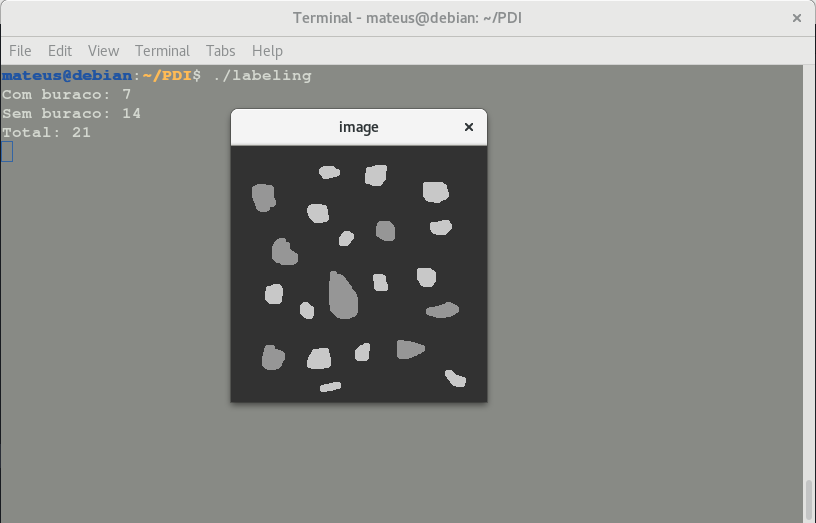 Terminal - mateus@debian: ~/PDI
File Edit View Terminal Tabs Help
mateus@debian:~/PDI$ ./labeling
Com buraco: 7
Sem buraco: 14
Total: 21
image